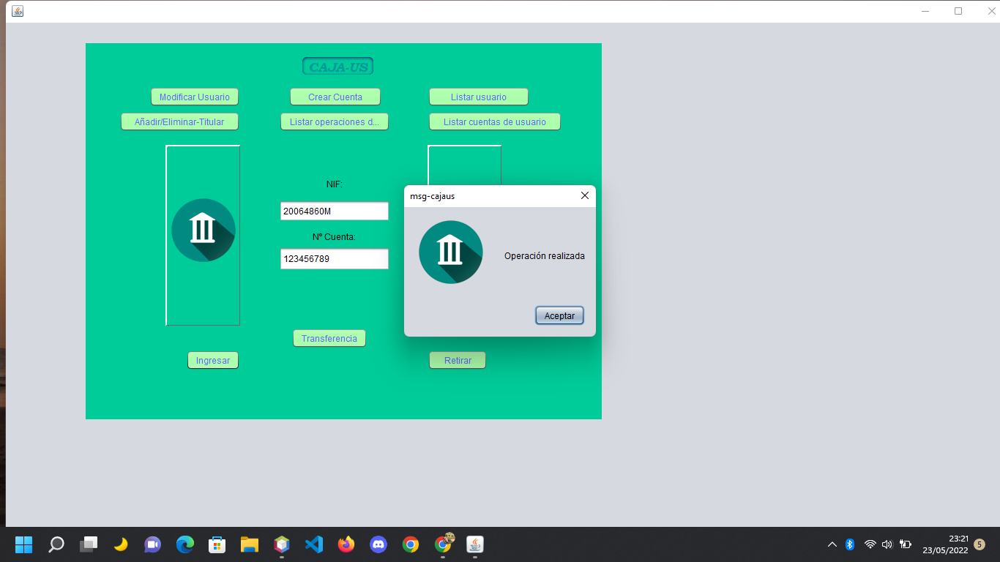 CAJA-US
Modificar Usuario
Crear Cuenta
Listar usuario
Añadir/Eliminar-Titular
Listar operaciones d...
Listar cuentas de usuario
NIF:
20064860M
Nº Cuenta:
123456789
msg-cajaus
Operación realizada
Aceptar
Transferencia
Ingresar
Retirar
23:21
23/05/2022
5